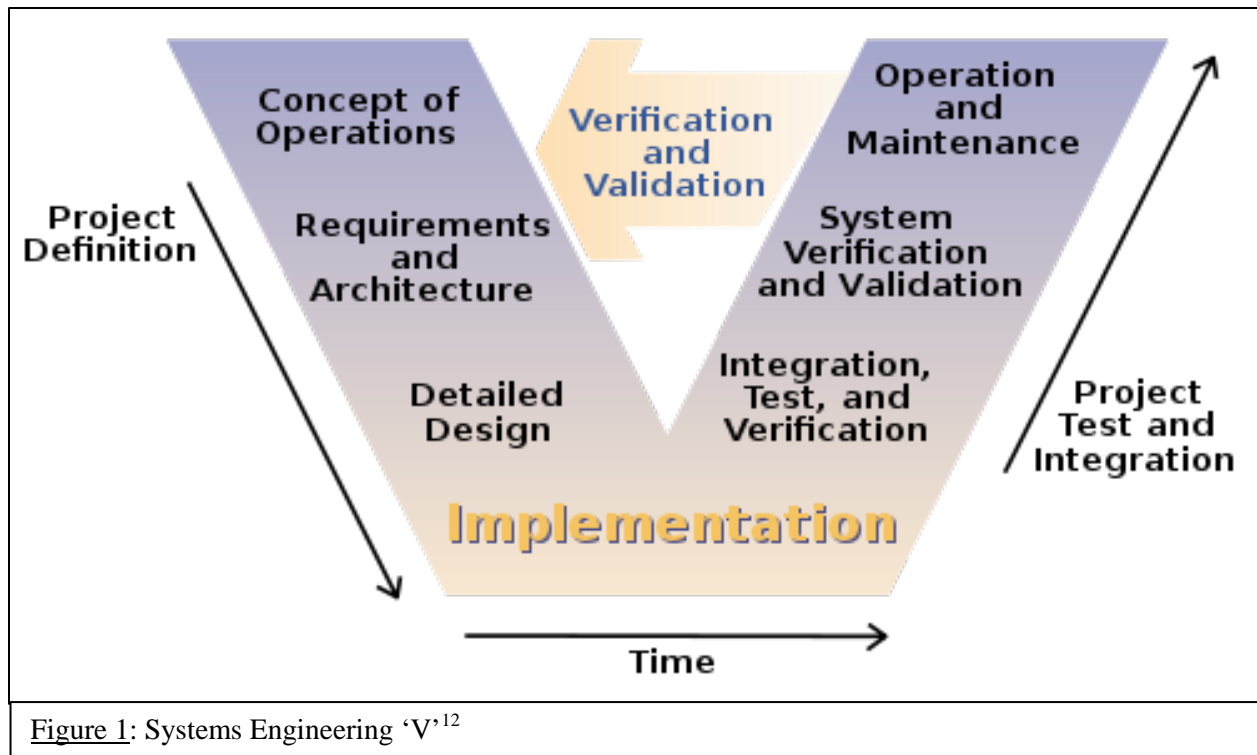 Concept of
Operations
Verification
and
Validation
Operation
and
Maintenance
Project
Definition
Requirements
and
Architecture
System
Verification
and Validation
Detailed
Design
Integration,
Test, and
Verification
Project
Test and
Integration
Implementation
Time
Figure 1: Systems Engineering ‘V’12